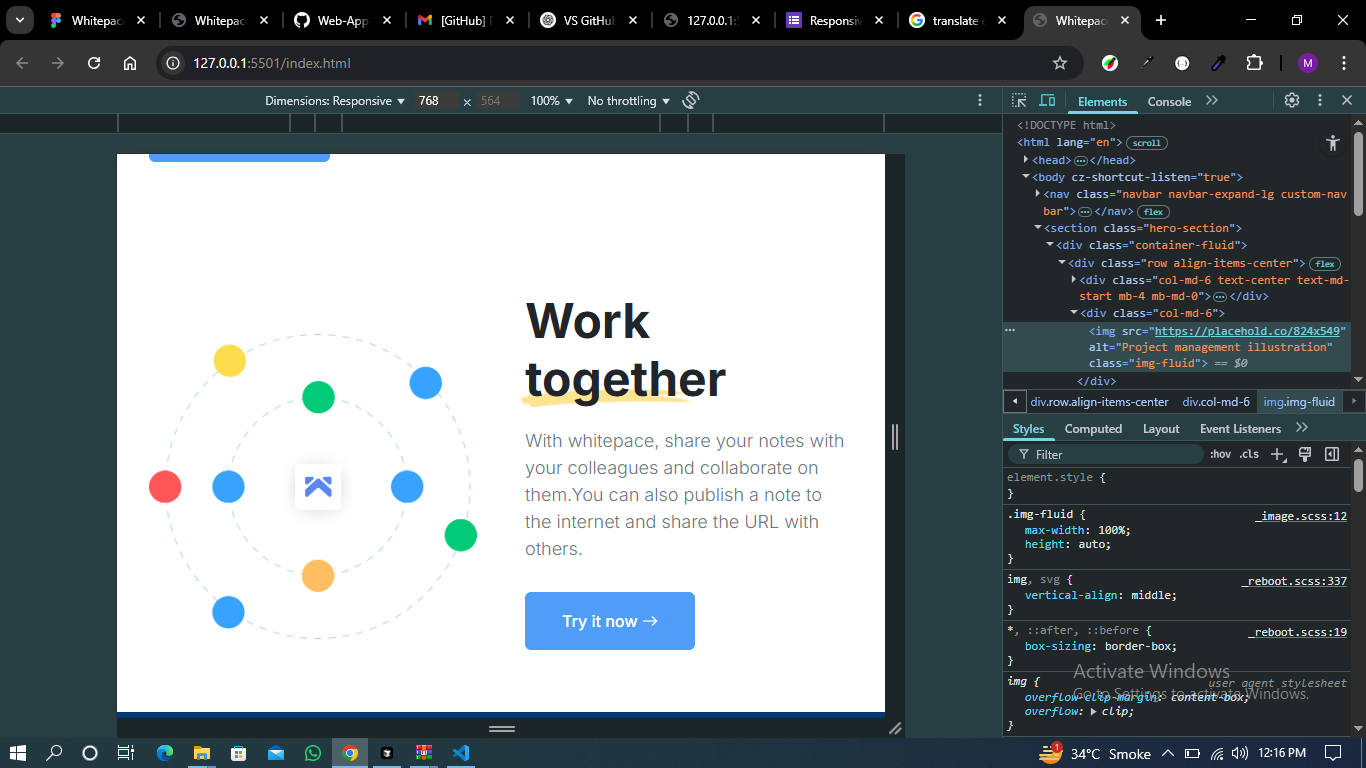 Whitepac
Whitepac
Web-App
[GitHub] P
VS GitHub
127.0.0.1:5
Responsiv
translate e
Whitepac
127.0.0.1:5501/index.html
M
Dimensions: Responsive
768
×
564
100%
No throttling
Elements
Console
<!DOCTYPE html>
<html lang="en">
scroll
<head>
</head>
<body cz-shortcut-listen="true">
<nav class="navbar navbar-expand-lg custom-nav
bar">
</nav>
flex
<section class="hero-section">
<div class="container-fluid">
<div class="row align-items-center">
flex
<div class="col-md-6 text-center text-md-
start mb-4 mb-md-0">
</div>
<div class="col-md-6">
<img src="https://placehold.co/824x549"
alt="Project management illustration"
class="img-fluid"> == $0
</div>
div.row.align-items-center
div.col-md-6
img.img-fluid
Styles
Computed
Layout
Event Listeners
Filter
:hov
.cls
element.style {
}
.img-fluid {
_image.scss:12
max-width: 100%;
height: auto;
}
img, svg {
_reboot.scss:337
vertical-align: middle;
}
*, ::after, ::before {
_reboot.scss:19
box-sizing: border-box;
}
img {
user agent stylesheet
overflow-clip-margin: content-box;
overflow: clip;
}
Work
together
With whitepace, share your notes with
your colleagues and collaborate on
them.You can also publish a note to
the internet and share the URL with
others.
Try it now →
Activate Windows
Go to Settings to activate Windows.
1
34°C Smoke
12:16 PM